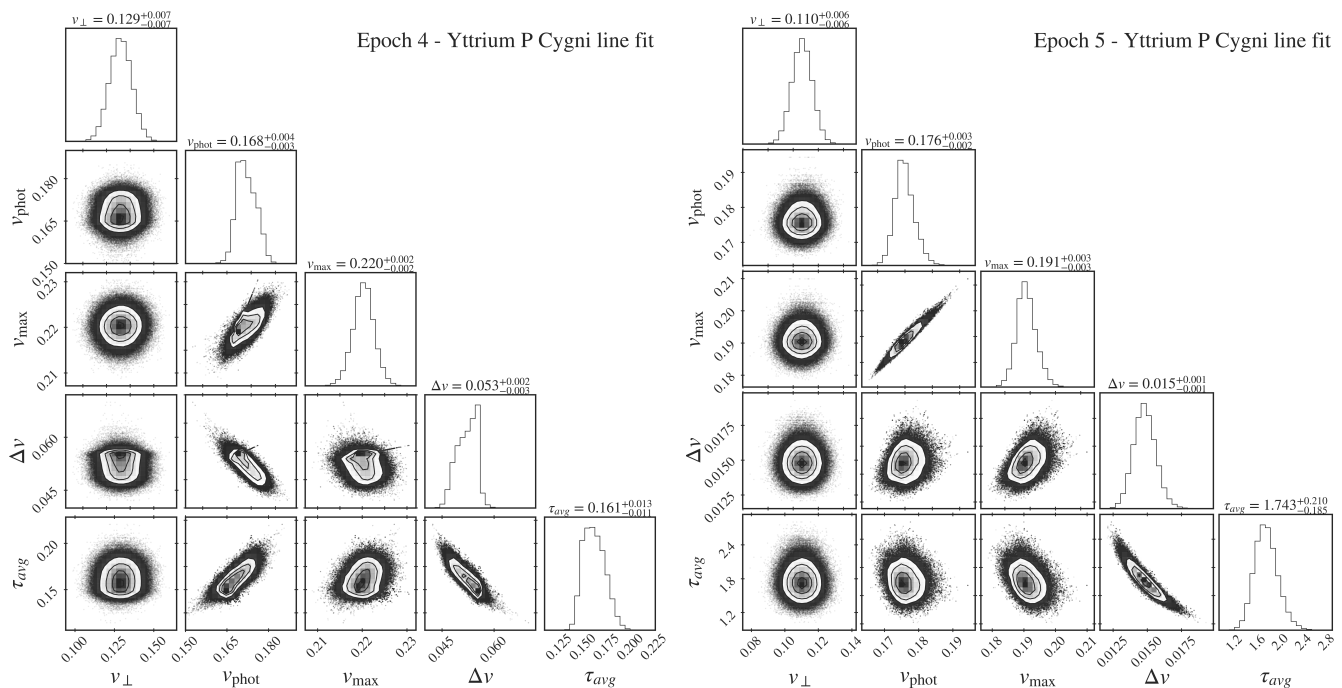 v⊥ = 0.129+0.007−0.007
Epoch 4 - Yttrium P Cygni line fit
vphot = 0.168+0.004−0.003
vphot
0.180
0.165
0.150
vmax = 0.220+0.002−0.002
vmax
0.23
0.22
0.21
Δv = 0.053+0.002−0.003
Δv
0.060
0.045
τavg = 0.161+0.013−0.011
τavg
0.20
0.15
0.100 0.125 0.150 0.150 0.165 0.180 0.21 0.22 0.23 0.045 0.060 0.125 0.150 0.175 0.200 0.225
v⊥ vphot vmax Δv τavg
v⊥ = 0.110+0.006−0.006
Epoch 5 - Yttrium P Cygni line fit
vphot = 0.176+0.003−0.002
vphot
0.19
0.18
0.17
vmax = 0.191+0.003−0.003
vmax
0.21
0.20
0.19
0.18
Δv = 0.015+0.001−0.001
Δv
0.0175
0.0150
0.0125
τavg = 1.743+0.210−0.185
τavg
2.4
1.8
1.2
0.08 0.10 0.12 0.14 0.17 0.18 0.19 0.18 0.19 0.20 0.21 0.0125 0.0150 0.0175 1.2 1.6 2.0 2.4 2.8
v⊥ vphot vmax Δv τavg